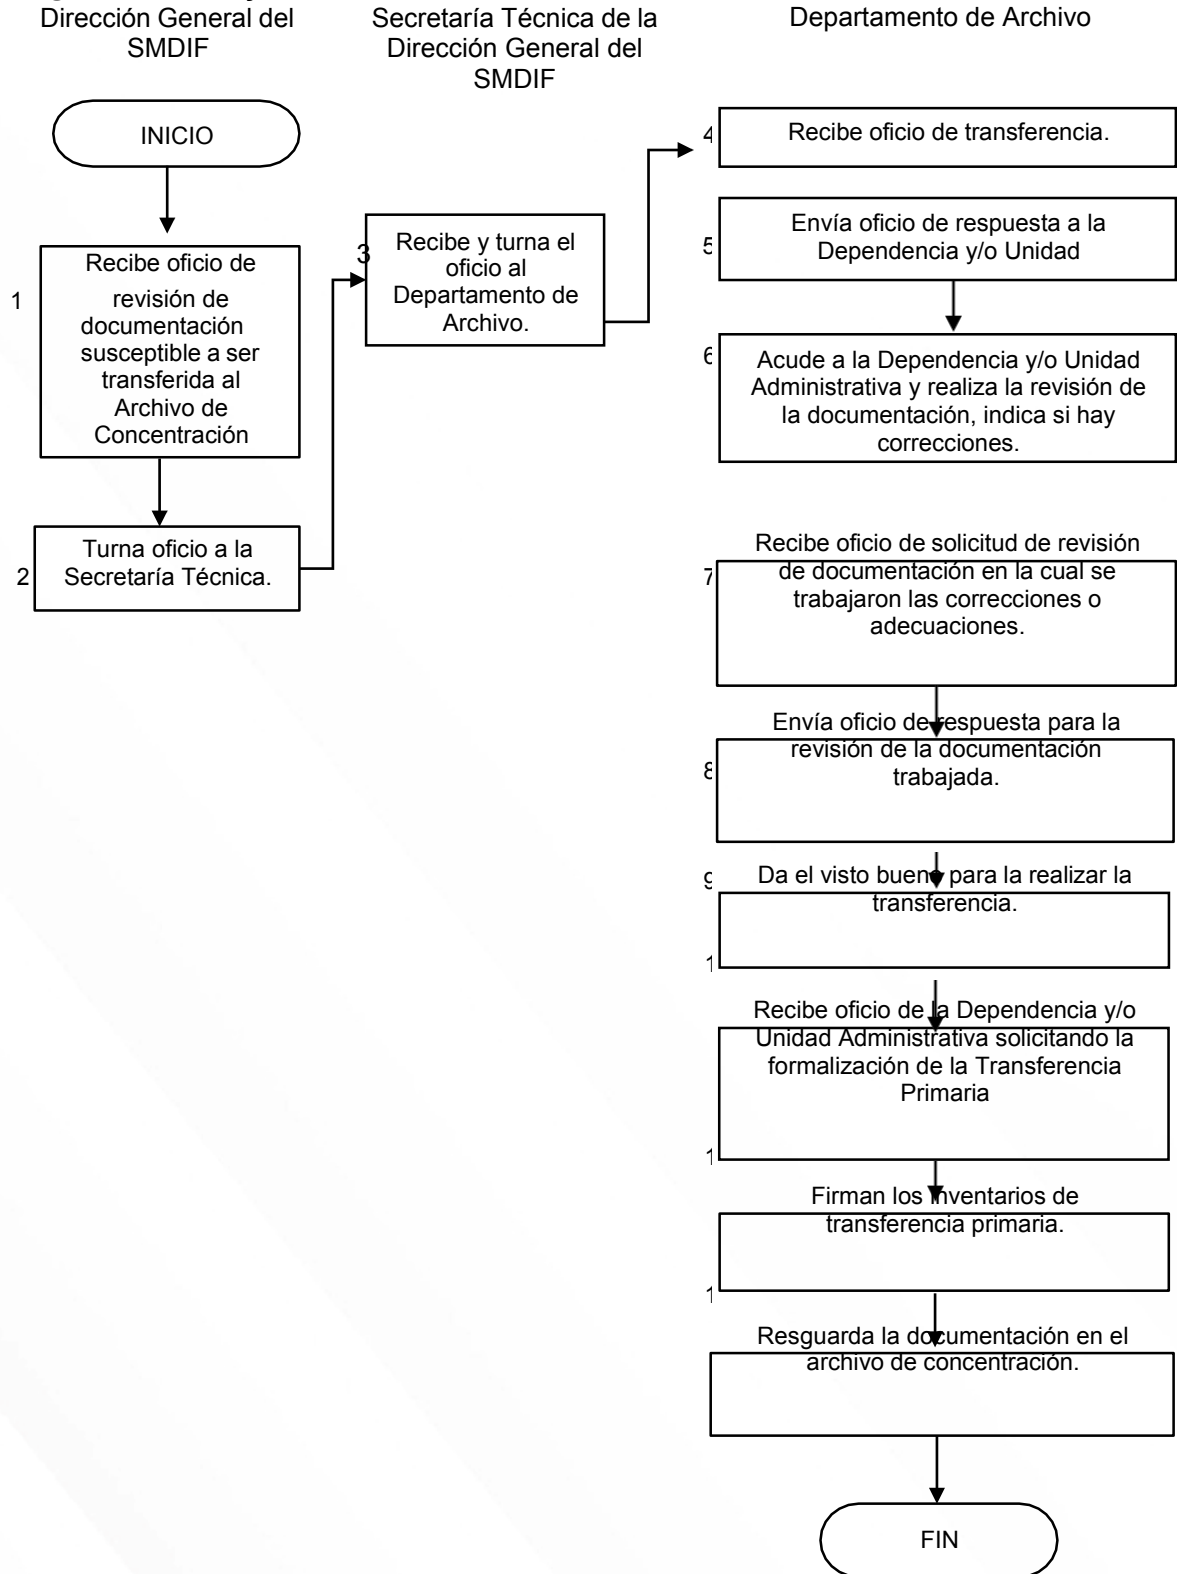 Dirección General del
SMDIF
Secretaría Técnica de la
Dirección General del
SMDIF
Departamento de Archivo
INICIO
1
Recibe oficio de
revisión de
documentación
susceptible a ser
transferida al
Archivo de
Concentración
2
Turna oficio a la
Secretaría Técnica.
3
Recibe y turna el
oficio al
Departamento de
Archivo.
4
Recibe oficio de transferencia.
5
Envía oficio de respuesta a la
Dependencia y/o Unidad
6
Acude a la Dependencia y/o Unidad
Administrativa y realiza la revisión de
la documentación, indica si hay
correcciones.
7
Recibe oficio de solicitud de revisión
de documentación en la cual se
trabajaron las correcciones o
adecuaciones.
8
Envía oficio de respuesta para la
revisión de la documentación
trabajada.
9
Da el visto bueno para la realizar la
transferencia.
1
Recibe oficio de la Dependencia y/o
Unidad Administrativa solicitando la
formalización de la Transferencia
Primaria
1
Firman los inventarios de
transferencia primaria.
1
Resguarda la documentación en el
archivo de concentración.
FIN